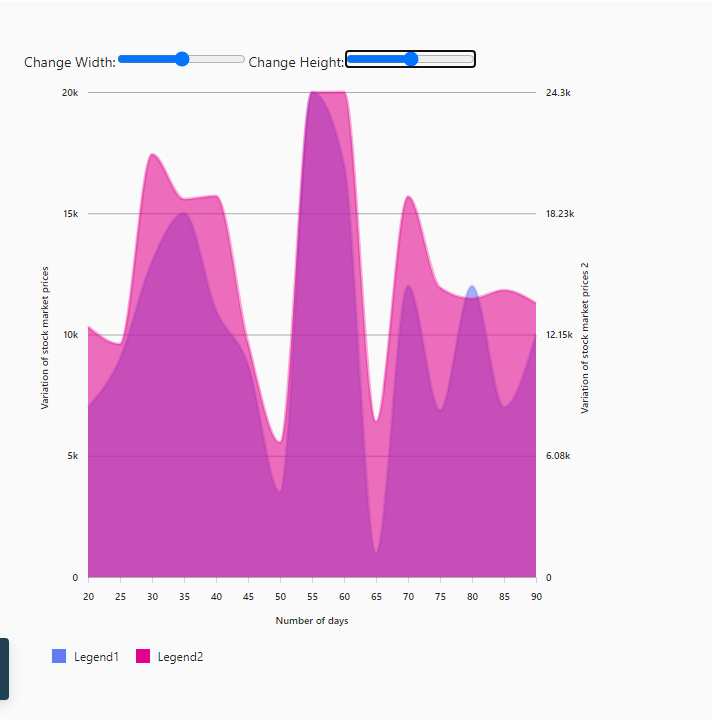 Change Width: Change Height:
20k 24.3k
15k 18.23k
10k 12.15k
5k 6.08k
0 0
Variation of stock market prices
Variation of stock market prices 2
20 25 30 35 40 45 50 55 60 65 70 75 80 85 90
Number of days
Legend1 Legend2